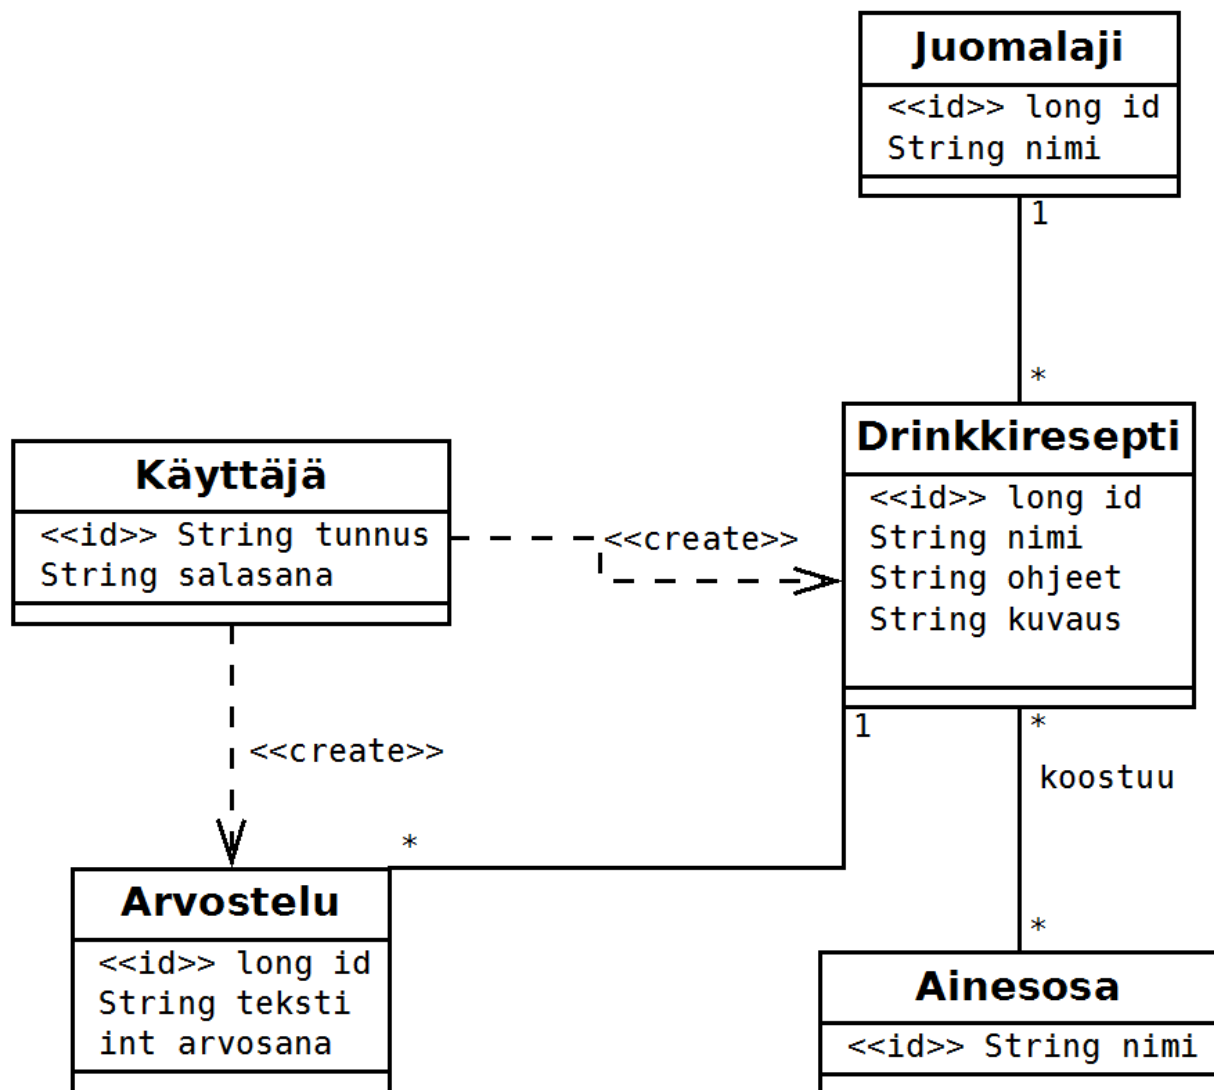 Juomalaji
<<id>> long id
String nimi
1
*
Drinkkiresepti
<<id>> long id
String nimi
String ohjeet
String kuvaus
Käyttäjä
<<id>> String tunnus
String salasana
<<create>>
<<create>>
1
*
koostuu
*
*
Arvostelu
<<id>> long id
String teksti
int arvosana
Ainesosa
<<id>> String nimi